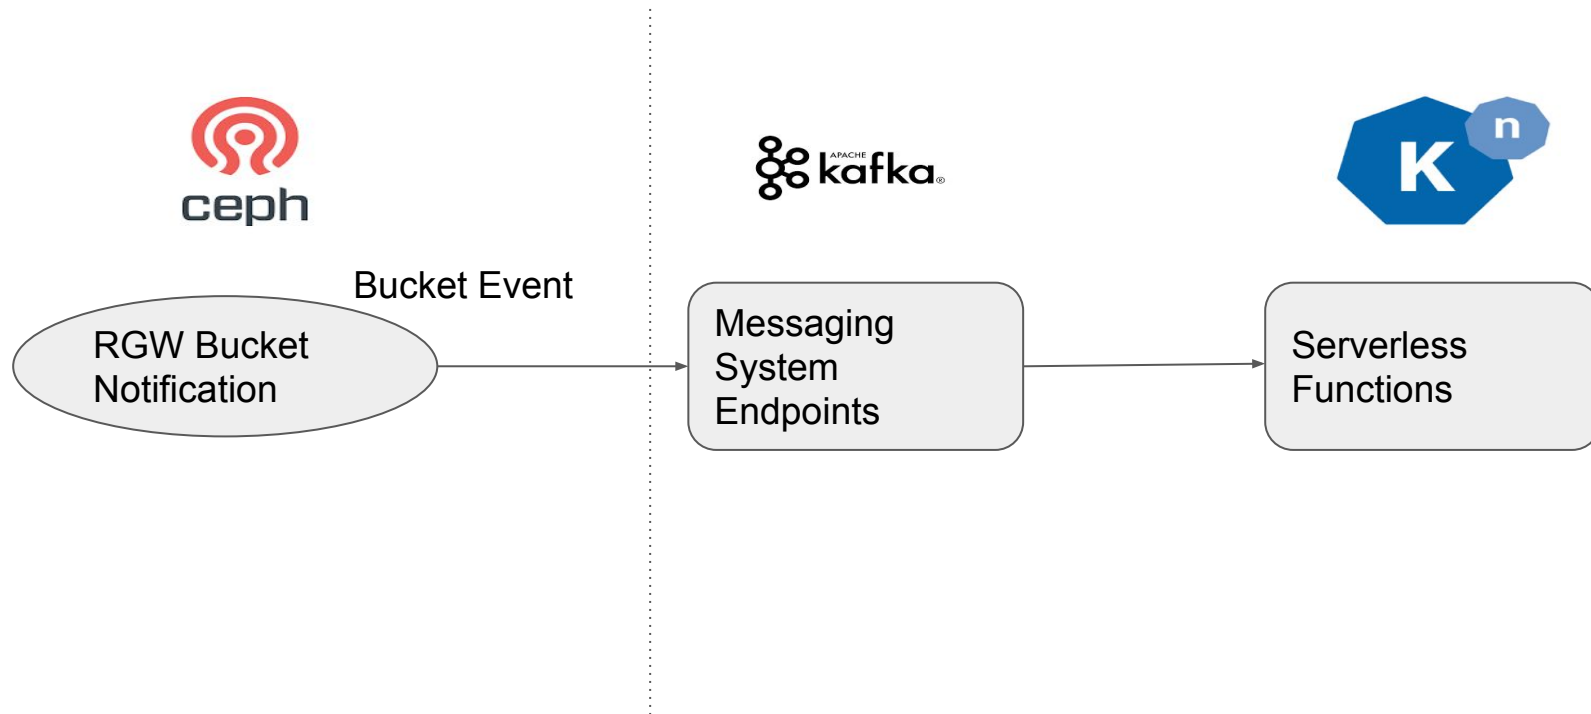 ceph
APACHE
kafka®
K
n
Bucket Event
RGW Bucket
Notification
Messaging
System
Endpoints
Serverless
Functions